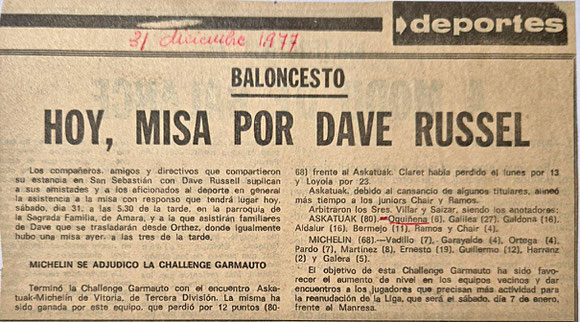 deportes
31 diciembre 1.977
BALONCESTO
HOY, MISA POR DAVE RUSSEL
Los compañeros, amigos y directivos que compartieron
su estancia en San Sebastián con Dave Russell suplican
a sus amistades y a los aficionados al deporte en general
la asistencia a la misa con responso que tendrá lugar hoy,
sábado, día 31, a las 5.30 de la tarde, en la parroquia de
la Sagrada Familia, de Amara, y a la que asistirán familiares
de Dave que se trasladarán desde Orthez, donde igualmente
hubo una misa ayer, a las tres de la tarde.
MICHELIN SE ADJUDICO LA CHALLENGE GARMAUTO
Terminó la Challenge Garmauto con el encuentro Aska-
tuak-Michelín de Vitoria, de Tercera División. La misma ha
sido ganada por este equipo, que perdió por 12 puntos (80-
68) frente al Askatuak. Claret había perdido el lunes por 13
y Loyola por 23.
Askatuak, debido al cansancio de algunos titulares, alineó
más tiempo a los juniors Chair y Ramos.
Arbitraron los Sres. Villar y Saizar, siendo los anotadores:
ASKATUAK (80).—Oquiñena (6), Galilea (27), Galdona (16),
Aldalur (16), Bermejo (11), Ramos y Chair (4).
MICHELIN (68).—Vadillo (7), Garayalde (4), Ortega (4),
Pardo (7), Martínez (8), Ernesto (19), Guillermo (12), Harránz
(2) y Galera (5).
El objetivo de esta Challenge Garmauto ha sido favo-
recer el aumento de nivel en los equipos vecinos y dar
encuentros a los jugadores que precisan más actividad para
la reanudación de la Liga, que será el sábado, día 7 de enero,
frente al Manresa.